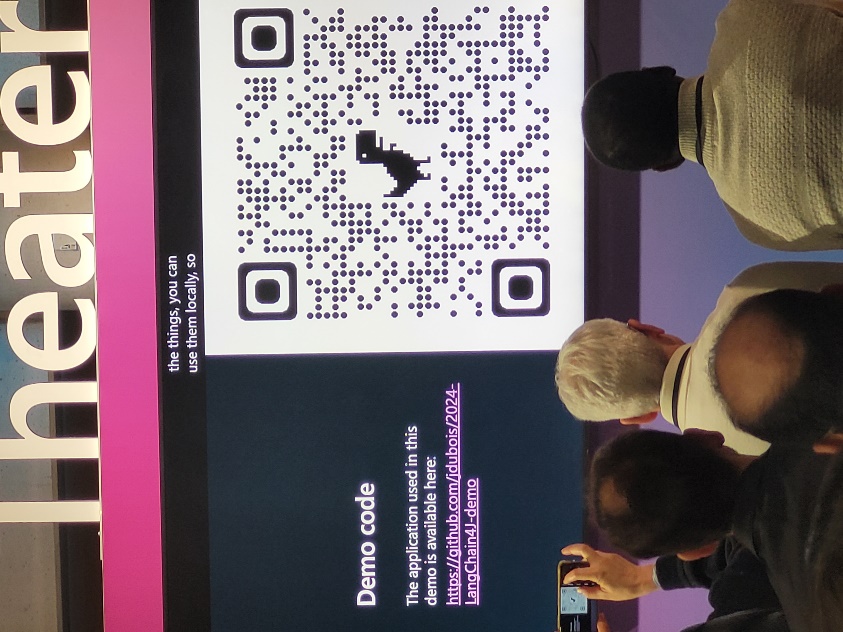 Theater
the things, you can
use them locally, so
Demo code
The application used in this
demo is available here:
https://github.com/jdubois/2024-
LangChain4J-demo